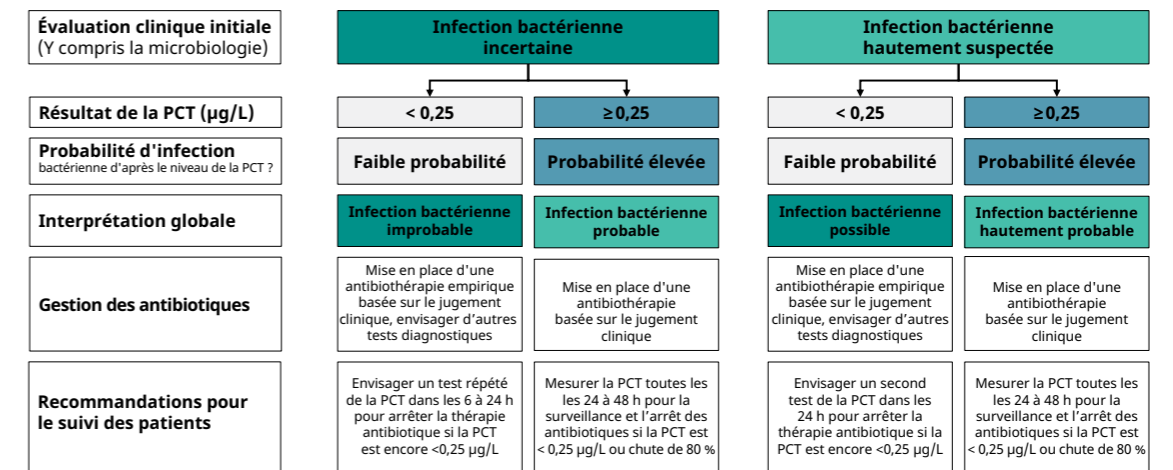 Évaluation clinique initiale
(Y compris la microbiologie)
Infection bactérienne
incertaine
Infection bactérienne
hautement suspectée
Résultat de la PCT (µg/L)
< 0,25
≥ 0,25
< 0,25
≥ 0,25
Probabilité d'infection
bactérienne d'après le niveau de la PCT ?
Faible probabilité
Probabilité élevée
Faible probabilité
Probabilité élevée
Interprétation globale
Infection bactérienne
improbable
Infection bactérienne
probable
Infection bactérienne
possible
Infection bactérienne
hautement probable
Gestion des antibiotiques
Mise en place d'une
antibiothérapie empirique
basée sur le jugement
clinique, envisager d'autres
tests diagnostiques
Mise en place d'une
antibiothérapie
basée sur le jugement
clinique
Mise en place d'une
antibiothérapie empirique
basée sur le jugement
clinique, envisager d'autres
tests diagnostiques
Mise en place d'une
antibiothérapie
basée sur le jugement
clinique
Recommandations pour
le suivi des patients
Envisager un test répété
de la PCT dans les 6 à 24 h
pour arrêter la thérapie
antibiotique si la PCT
est encore <0,25 µg/L
Mesurer la PCT toutes les
les 24 à 48 h pour la
surveillance et l'arrêt des
antibiotiques si la PCT est
< 0,25 µg/L ou chute de 80 %
Envisager un second
test de la PCT dans les
24 h pour arrêter la
thérapie antibiotique si la
PCT est encore <0,25 µg/L
Mesurer la PCT toutes les
les 24 à 48 h pour la
surveillance et l'arrêt des
antibiotiques si la PCT est
< 0,25 µg/L ou chute de 80 %